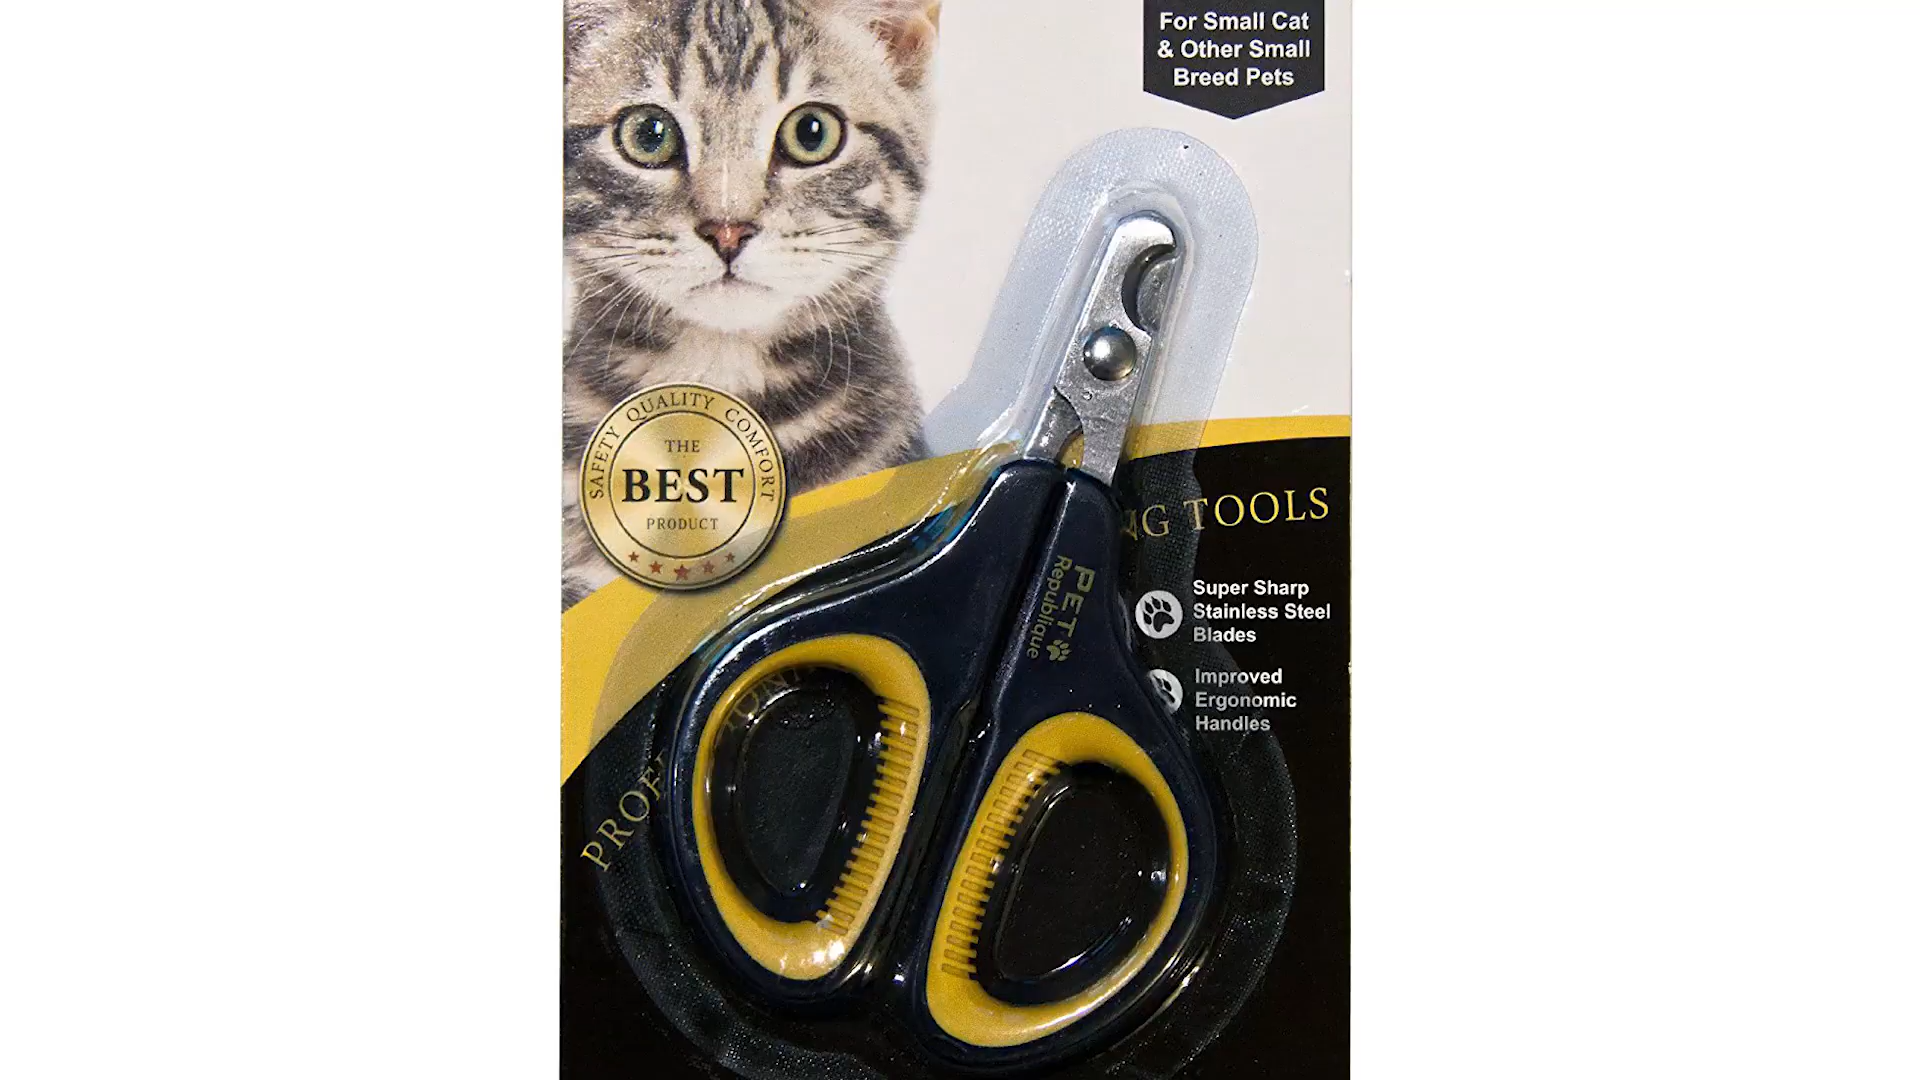 For Small Cat
& Other Small
Breed Pets
SAFETY QUALITY COMFORT
THE
BEST
PRODUCT
TOOLS
PET
Republique
Super Sharp
Stainless Steel
Blades
Improved
Ergonomic
Handles